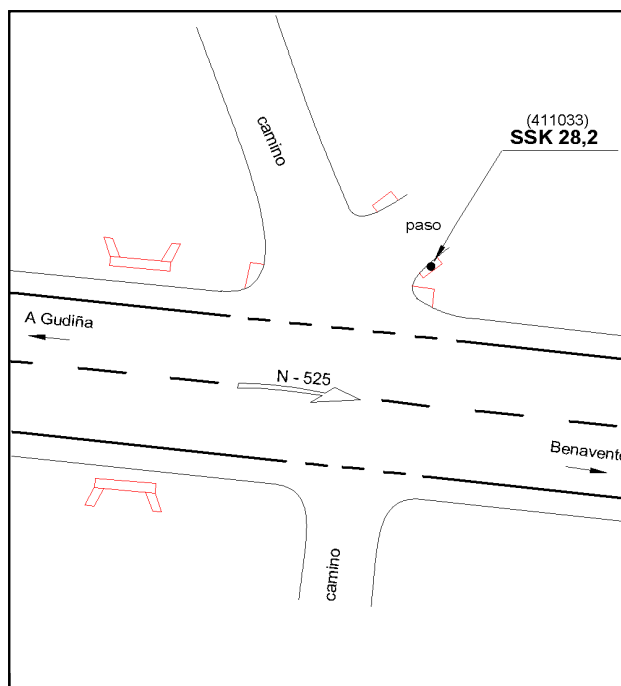 (411033)
SSK 28,2
camino
paso
A Gudiña
N - 525
Benavente
camino